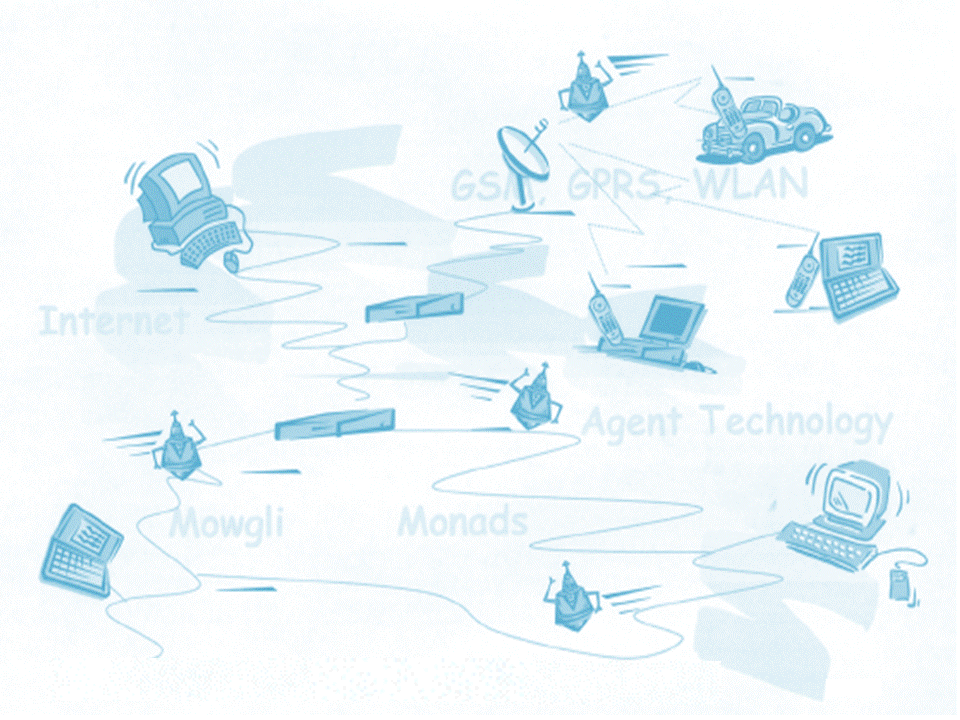 GSM, GPRS, WLAN
Internet
Agent Technology
Mowgli
Monads